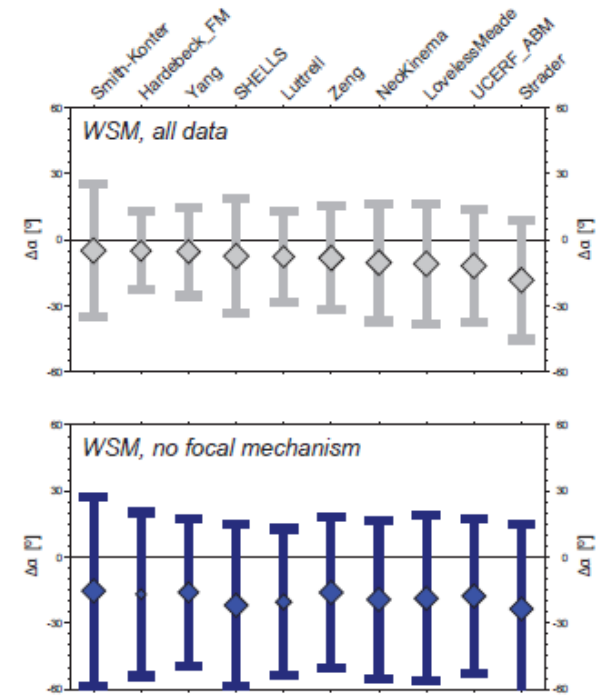 Smith-Konter
Hardebeck_FM
Yang
SHELLS
Luttrell
Zeng
NeoKinema
LovelessMeade
UCERF_ABM
Strader
60 60
WSM, all data
30 30
Δα [°] 0 0 Δα [°]
-30 -30
-60 -60
60 60
WSM, no focal mechanism
30 30
Δα [°] 0 0 Δα [°]
-30 -30
-60 -60